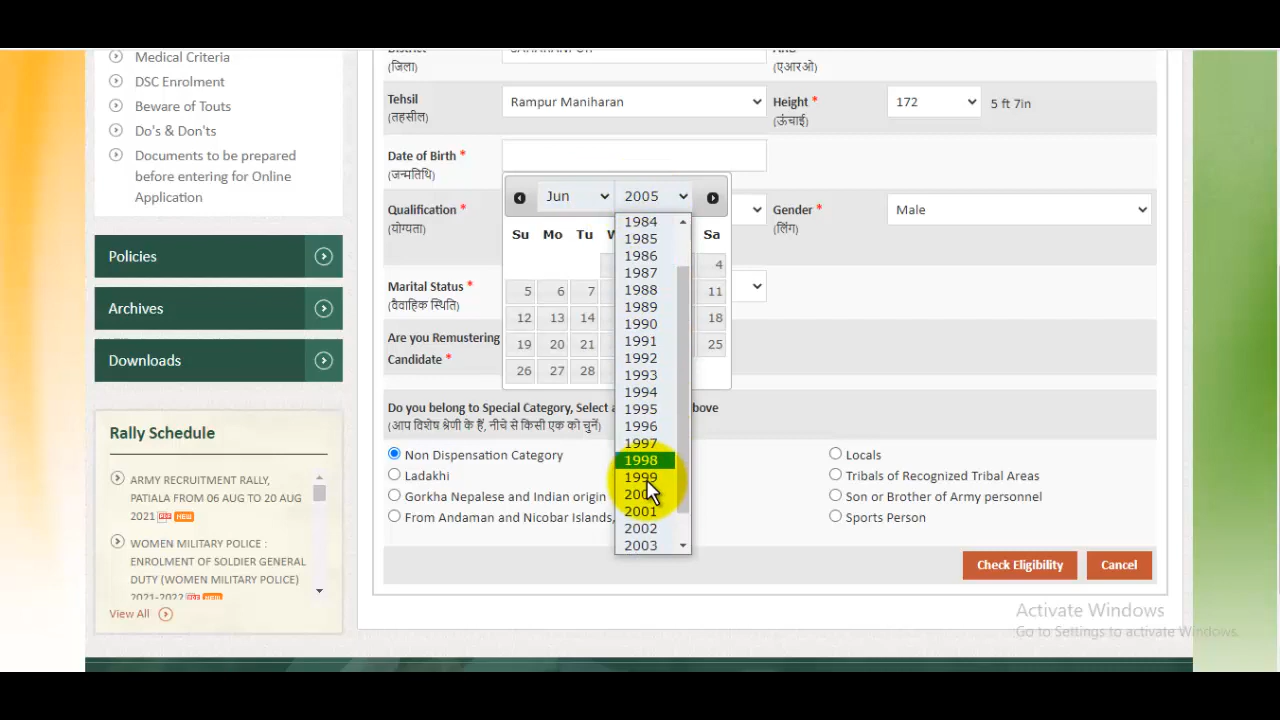 Medical Criteria
DSC Enrolment
Beware of Touts
Do's & Don'ts
Documents to be prepared
before entering for Online
Application
Policies
Archives
Downloads
Rally Schedule
ARMY RECRUITMENT RALLY,
PATIALA FROM 06 AUG TO 20 AUG
2021 NEW
WOMEN MILITARY POLICE :
ENROLMENT OF SOLDIER GENERAL
DUTY (WOMEN MILITARY POLICE)
2021-2022 NEW
View All
(जिला)
(एआरओ)
Tehsil
(तहसील)
Rampur Maniharan
Height *
(ऊंचाई)
172
5 ft 7in
Date of Birth *
(जन्मतिथि)
Jun
2005
Su Mo Tu W Sa
4
5 6 7 11
12 13 14 18
19 20 21 25
26 27 28
1984
1985
1986
1987
1988
1989
1990
1991
1992
1993
1994
1995
1996
1997
1998
1999
2001
2002
2003
Qualification *
(योग्यता)
Gender *
(लिंग)
Male
Marital Status *
(वैवाहिक स्थिति)
Are you Remustering
Candidate *
Do you belong to Special Category, Select a
bove
(आप विशेष श्रेणी के हैं, नीचे से किसी एक को चुनें)
Non Dispensation Category
Locals
Ladakhi
Tribals of Recognized Tribal Areas
Gorkha Nepalese and Indian origin
Son or Brother of Army personnel
From Andaman and Nicobar Islands,
Sports Person
Check Eligibility
Cancel
Activate Windows
Go to Settings to activate Windows.